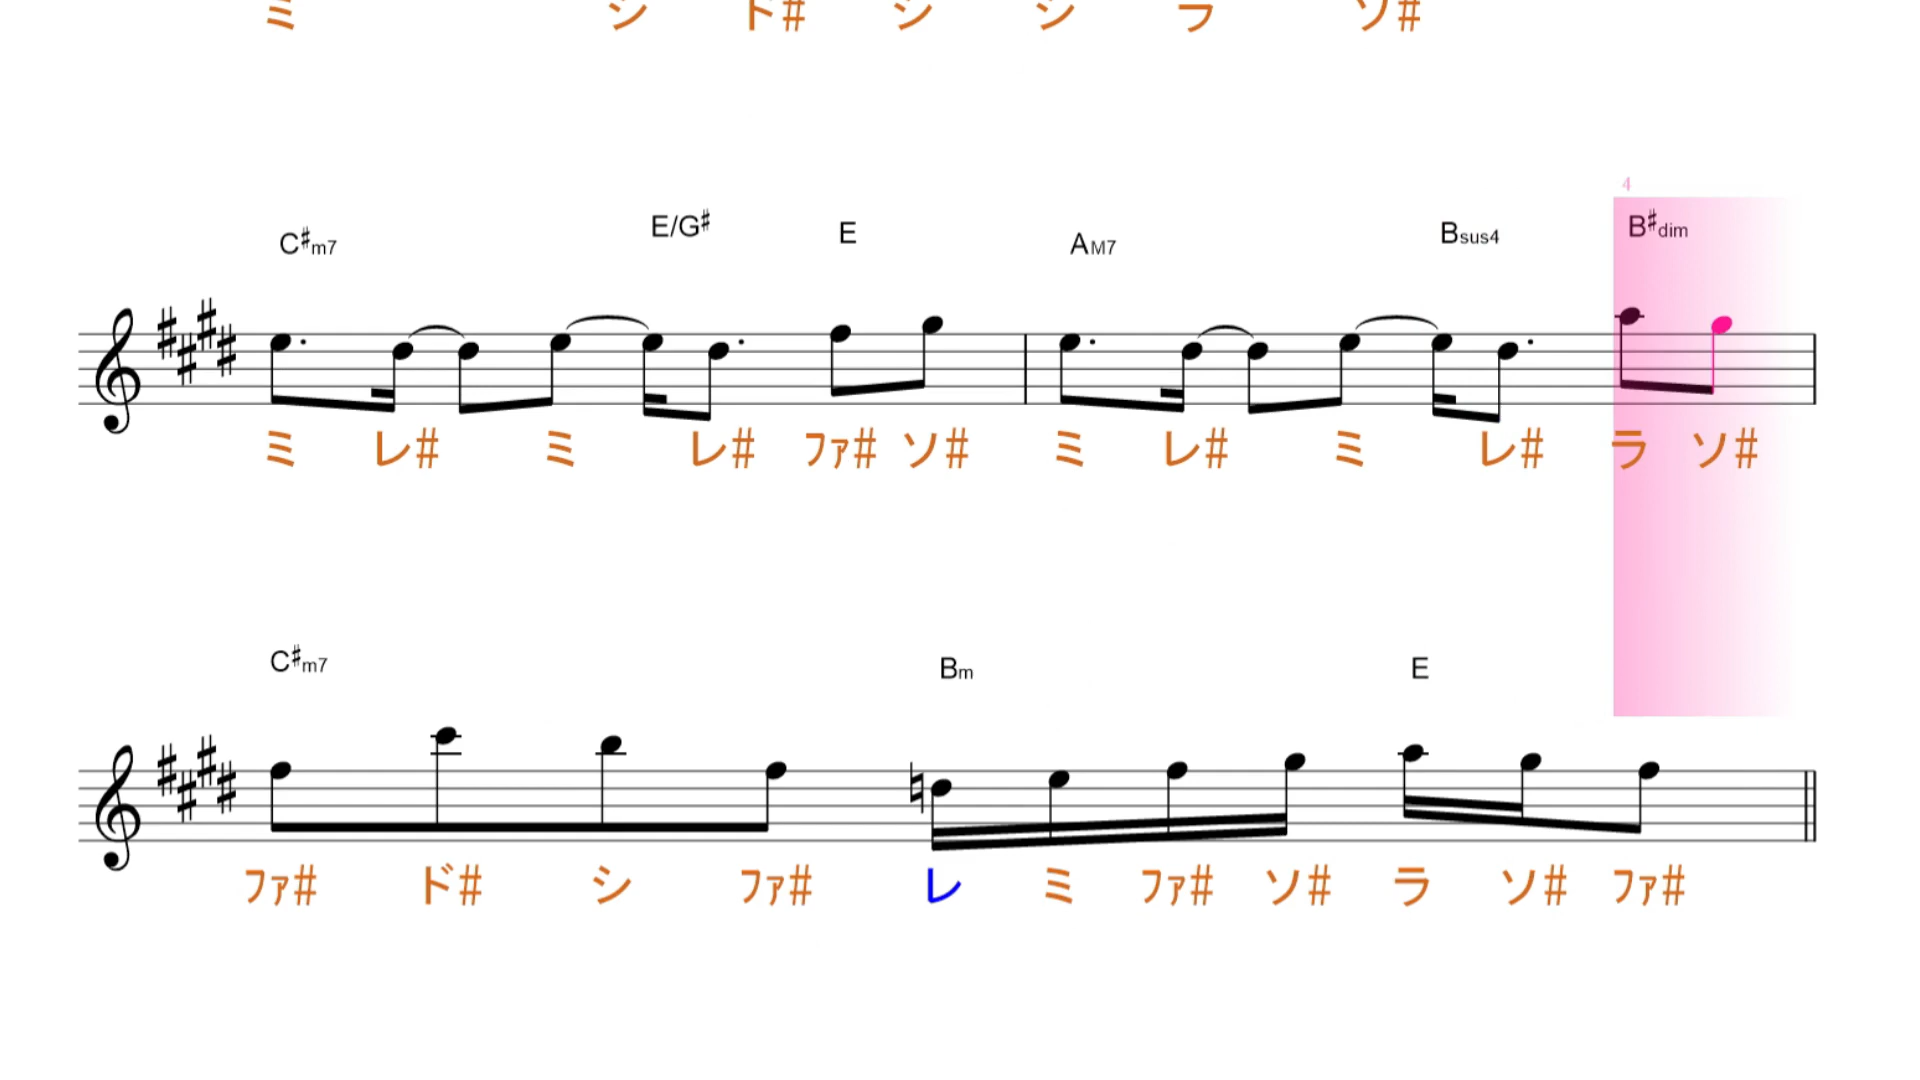 ミ シ ド# シ シ ラ ソ#
4
C♯m7 E/G♯ E AM7 Bsus4 B♯dim
ミ レ# ミ レ# ファ# ソ# ミ レ# ミ レ# ラ ソ#
C♯m7 Bm E
ファ# ド# シ ファ# レ ミ ファ# ソ# ラ ソ# ファ#